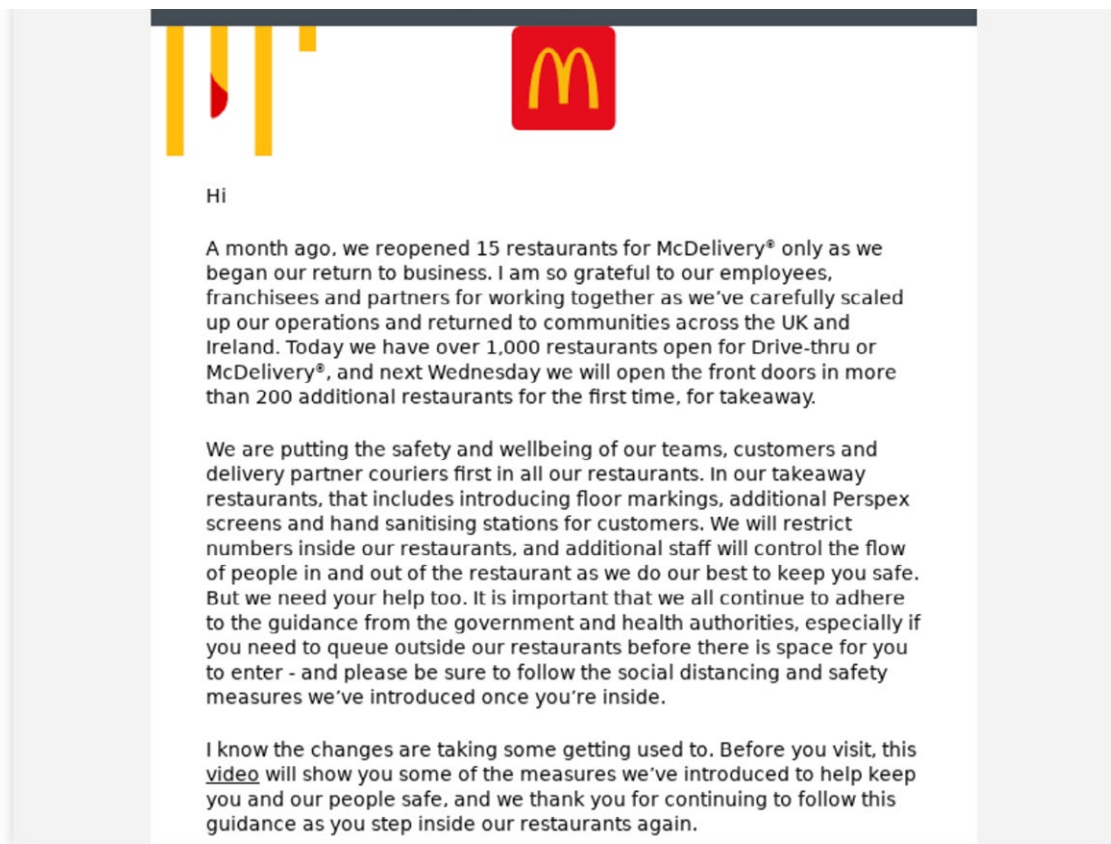 Hi
A month ago, we reopened 15 restaurants for McDelivery® only as we
began our return to business. I am so grateful to our employees,
franchisees and partners for working together as we’ve carefully scaled
up our operations and returned to communities across the UK and
Ireland. Today we have over 1,000 restaurants open for Drive-thru or
McDelivery®, and next Wednesday we will open the front doors in more
than 200 additional restaurants for the first time, for takeaway.
We are putting the safety and wellbeing of our teams, customers and
delivery partner couriers first in all our restaurants. In our takeaway
restaurants, that includes introducing floor markings, additional Perspex
screens and hand sanitising stations for customers. We will restrict
numbers inside our restaurants, and additional staff will control the flow
of people in and out of the restaurant as we do our best to keep you safe.
But we need your help too. It is important that we all continue to adhere
to the guidance from the government and health authorities, especially if
you need to queue outside our restaurants before there is space for you
to enter - and please be sure to follow the social distancing and safety
measures we’ve introduced once you’re inside.
I know the changes are taking some getting used to. Before you visit, this
video will show you some of the measures we’ve introduced to help keep
you and our people safe, and we thank you for continuing to follow this
guidance as you step inside our restaurants again.